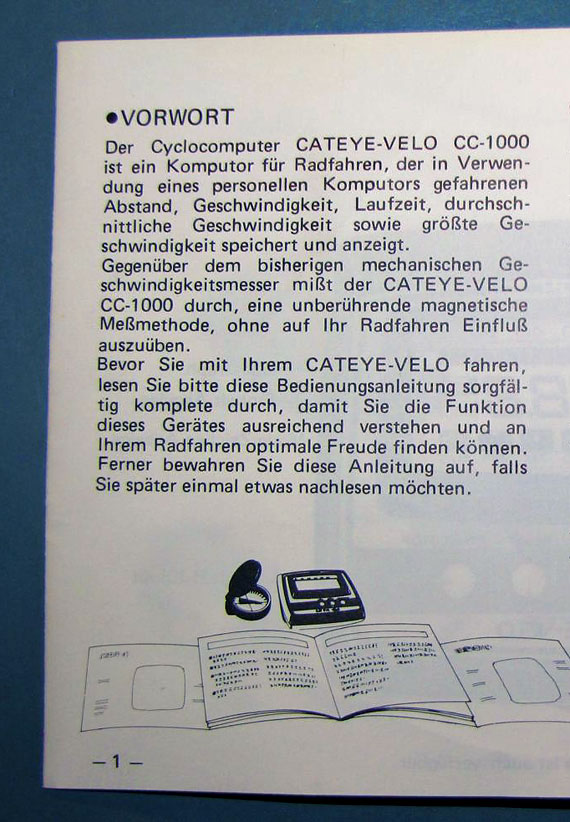 ●VORWORT
Der Cyclocomputer CATEYE-VELO CC-1000
ist ein Komputor für Radfahren, der in Verwen-
dung eines personellen Komputors gefahrenen
Abstand, Geschwindigkeit, Laufzeit, durchsch-
nittliche Geschwindigkeit sowie größte Ge-
schwindigkeit speichert und anzeigt.
Gegenüber dem bisherigen mechanischen Ge-
schwindigkeitsmesser mißt der CATEYE-VELO
CC-1000 durch, eine unberührende magnetische
Meßmethode, ohne auf Ihr Radfahren Einfluß
auszuüben.
Bevor Sie mit Ihrem CATEYE-VELO fahren,
lesen Sie bitte diese Bedienungsanleitung sorgfäl-
tig komplete durch, damit Sie die Funktion
dieses Gerätes ausreichend verstehen und an
Ihrem Radfahren optimale Freude finden können.
Ferner bewahren Sie diese Anleitung auf, falls
Sie später einmal etwas nachlesen möchten.
— 1 —